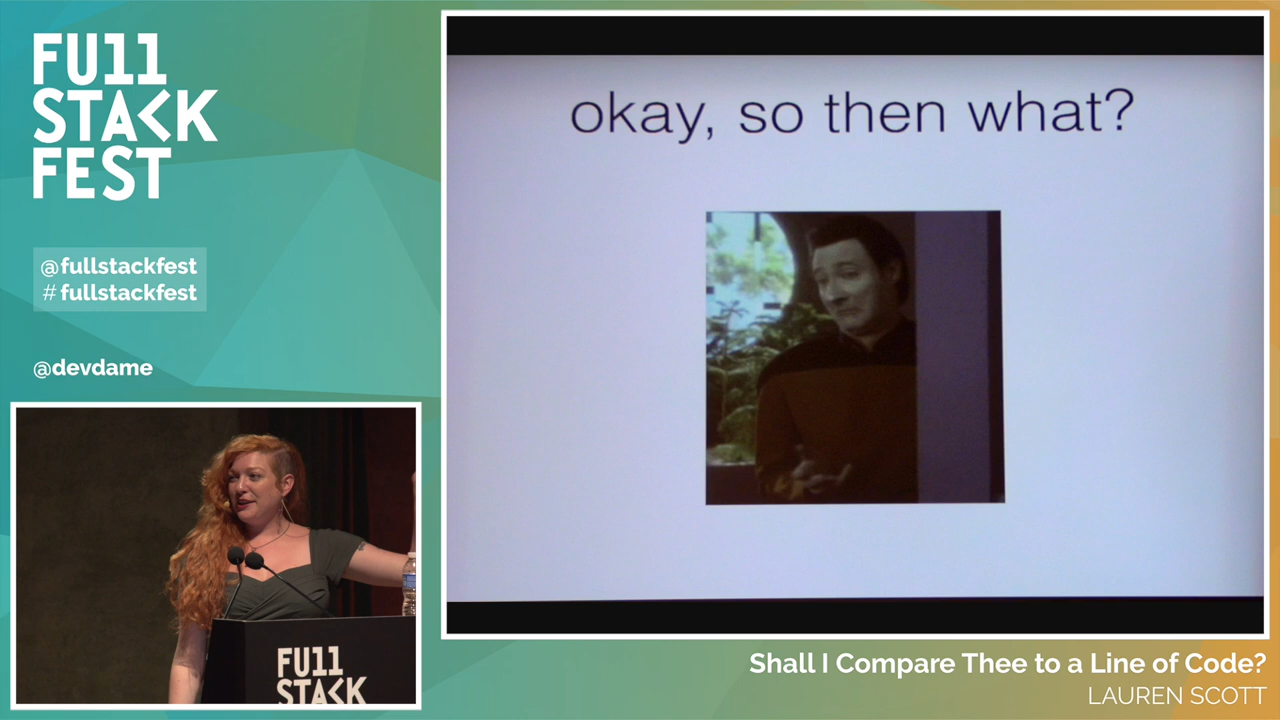 FU11
STACK
FEST
@fullstackfest
# fullstackfest
@devdame
okay, so then what?
FU11
STACK
Shall I Compare Thee to a Line of Code?
LAUREN SCOTT